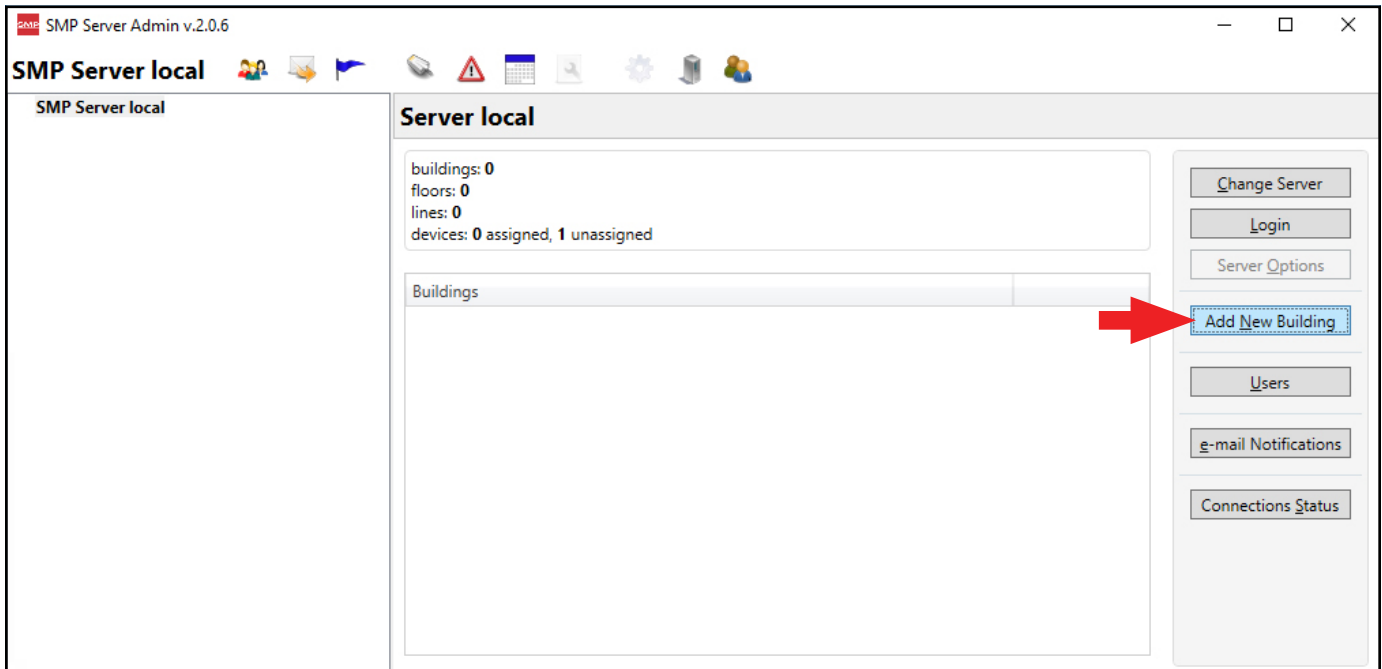 SMP SMP Server Admin v.2.0.6
SMP Server local
SMP Server local
Server local
buildings: 0
floors: 0
lines: 0
devices: 0 assigned, 1 unassigned
Buildings
Change Server
Login
Server Options
Add New Building
Users
e-mail Notifications
Connections Status